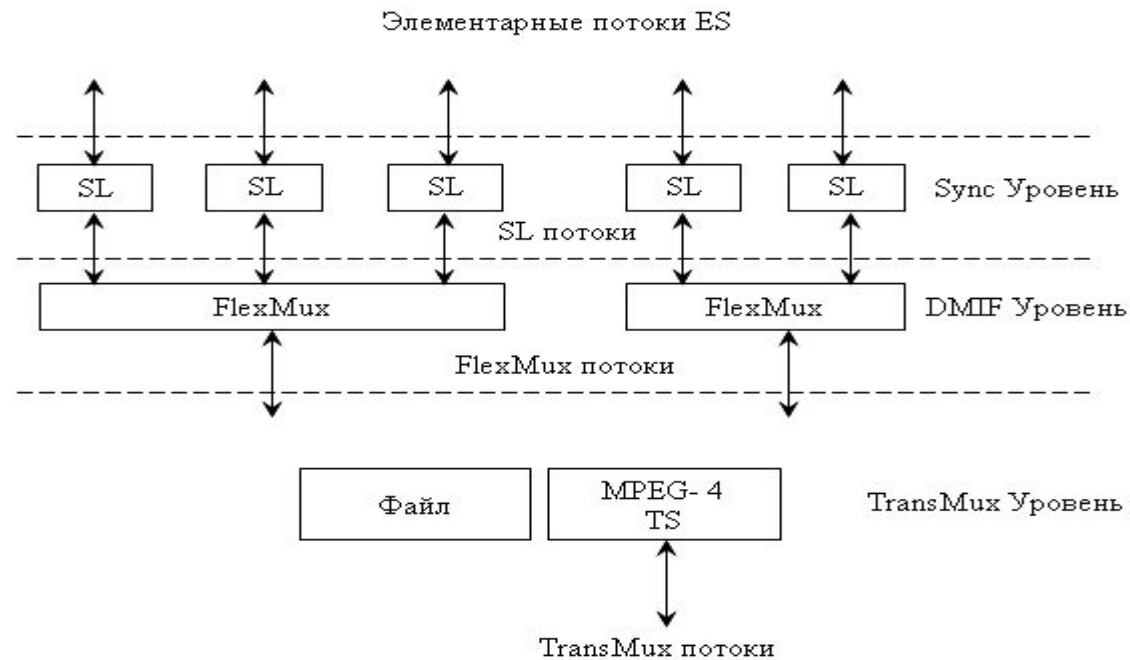 Элементарные потоки ES
SL
SL
SL
SL
SL
Sync Уровень
SL потоки
FlexMux
FlexMux
DMIF Уровень
FlexMux потоки
Файл
MPEG- 4
TS
TransMux Уровень
TransMux потоки